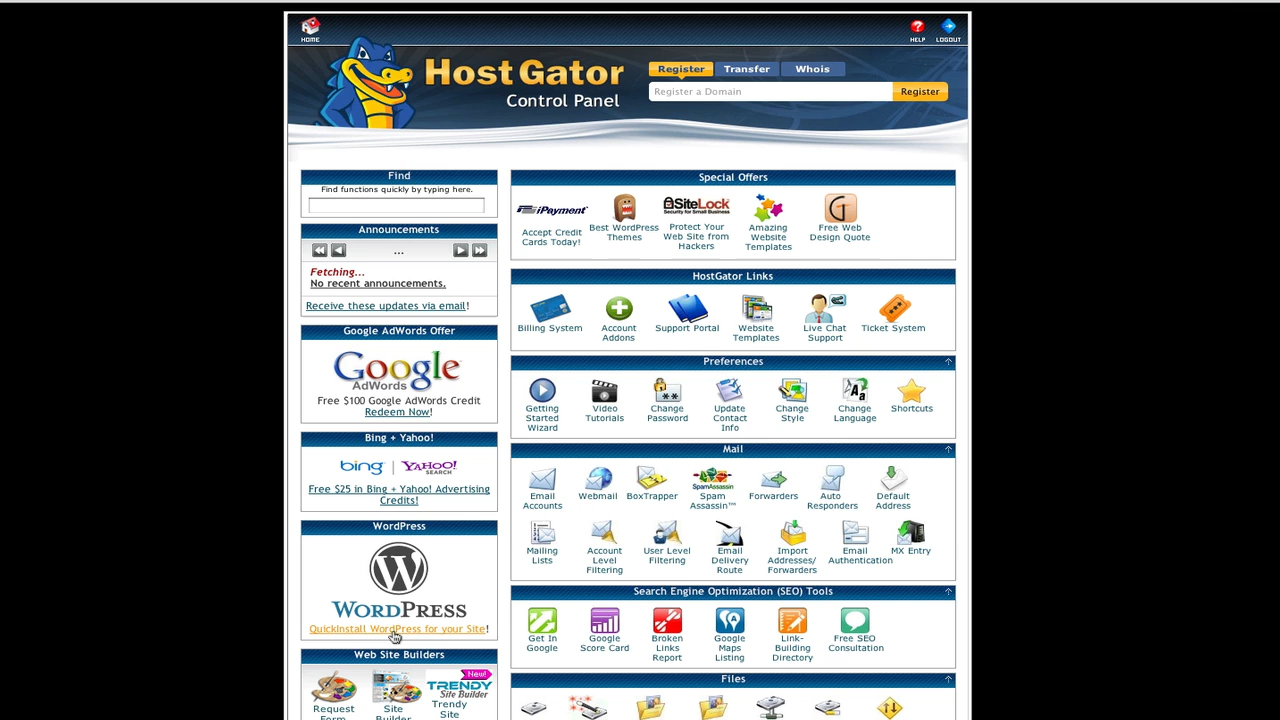 HOME
HELP
LOGOUT
HostGator
Control Panel
Register
Transfer
Whois
Register a Domain
Register
Find
Find functions quickly by typing here.
Announcements
...
Fetching...
No recent announcements.
Receive these updates via email!
Google AdWords Offer
Google
AdWords
Free $100 Google AdWords Credit
Redeem Now!
Bing + Yahoo!
bing | YAHOO!
SEARCH
Free $25 in Bing + Yahoo! Advertising
Credits!
WordPress
W
WORDPRESS
QuickInstall WordPress for your Site!
Web Site Builders
Request
Form
Site
Builder
New!
TRENDY
Site Builder
Trendy
Site
Special Offers
iPayment
Accept Credit
Cards Today!
Best WordPress
Themes
SiteLock
Security for Small Business
Protect Your
Web Site from
Hackers
Amazing
Website
Templates
Free Web
Design Quote
HostGator Links
Billing System
Account
Addons
Support Portal
Website
Templates
Live Chat
Support
Ticket System
Preferences
Getting
Started
Wizard
Video
Tutorials
Change
Password
Update
Contact
Info
Change
Style
Change
Language
Shortcuts
Mail
Email
Accounts
Webmail
BoxTrapper
SpamAssassin
Spam
Assassin™
Forwarders
Auto
Responders
Default
Address
Mailing
Lists
Account
Level
Filtering
User Level
Filtering
Email
Delivery
Route
Import
Addresses/
Forwarders
Email
Authentication
MX Entry
Search Engine Optimization (SEO) Tools
Get In
Google
Google
Score Card
Broken
Links
Report
Google
Maps
Listing
Link-
Building
Directory
Free SEO
Consultation
Files